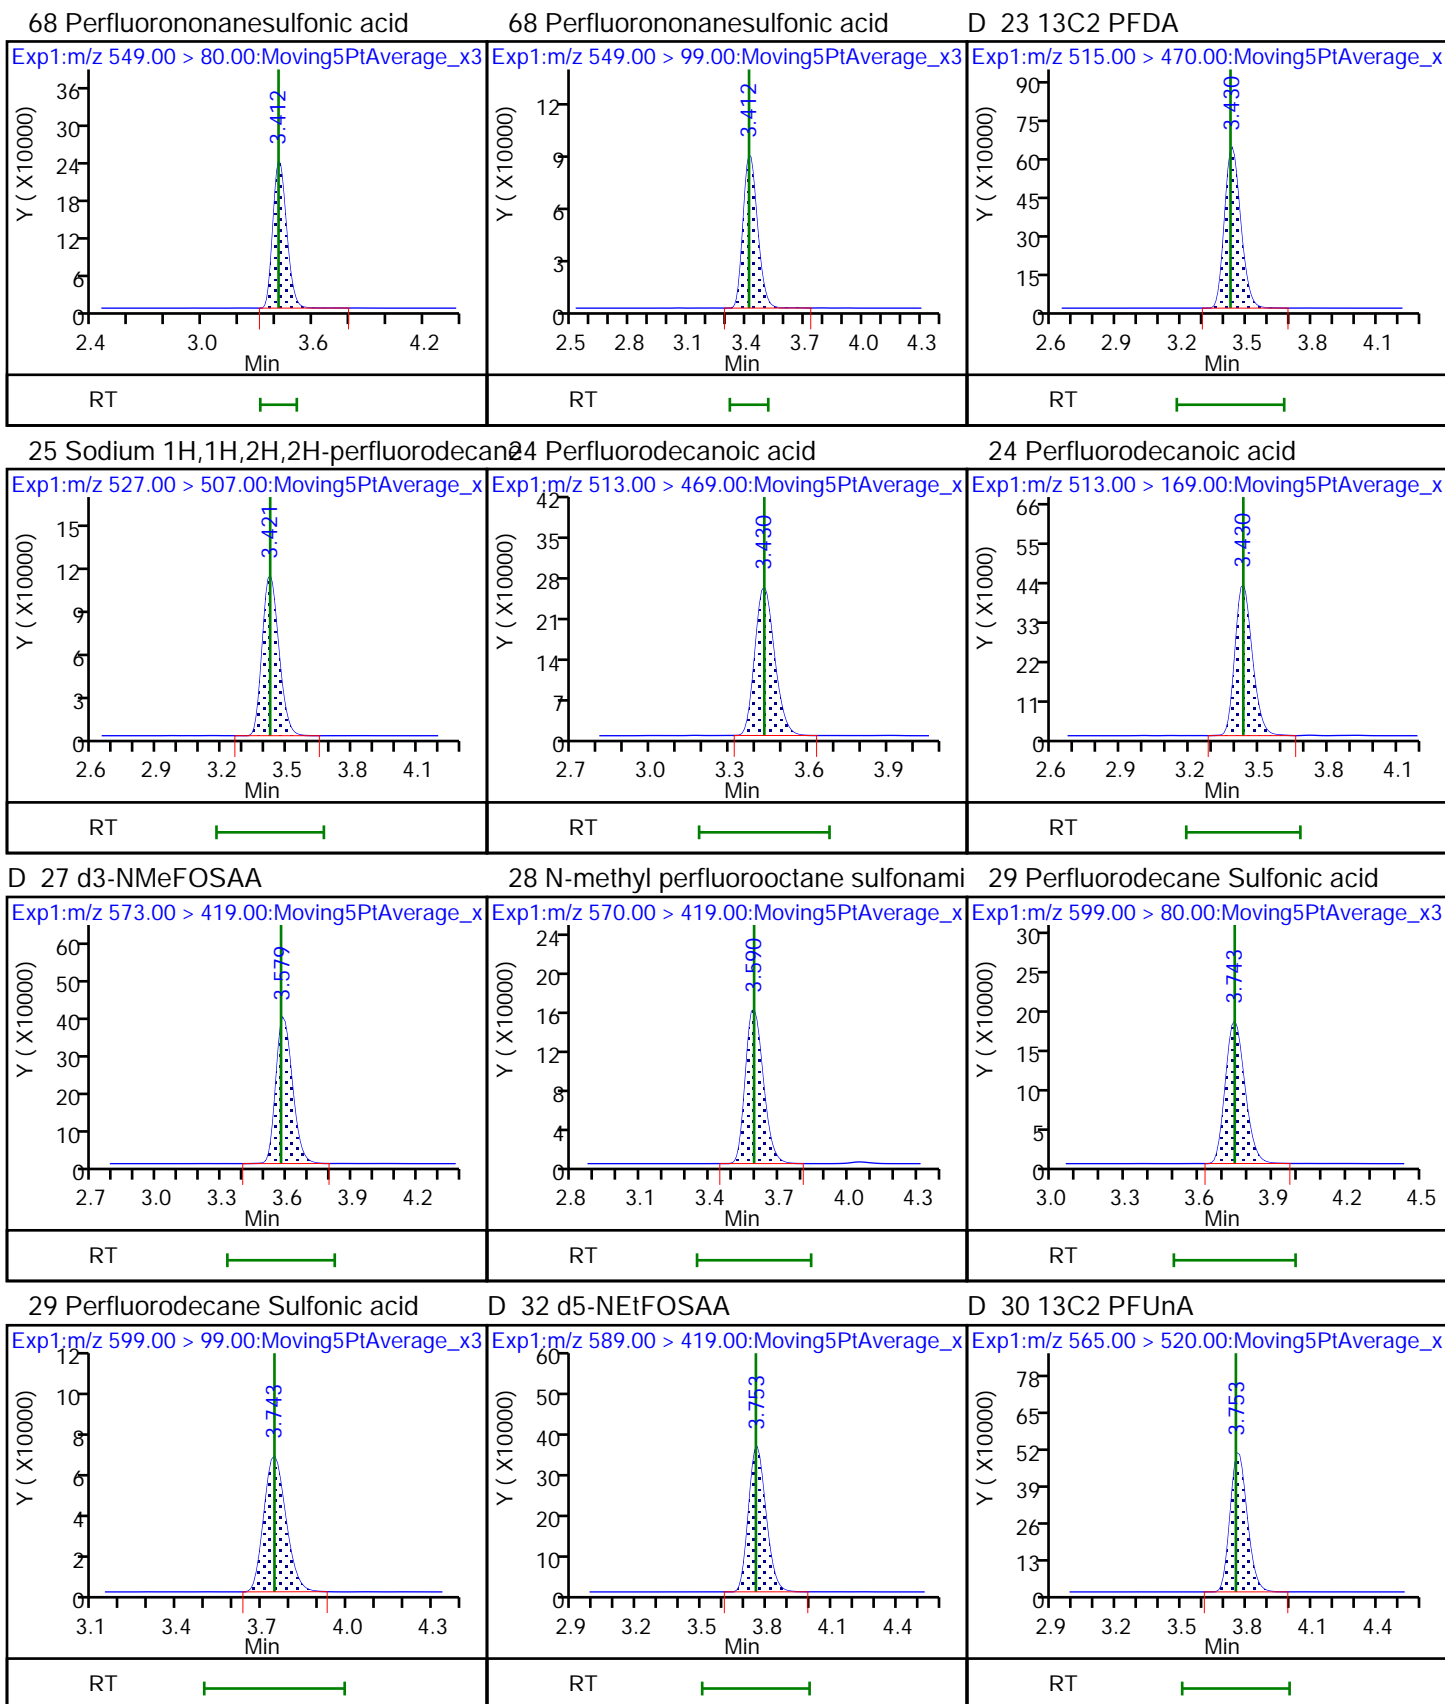 68 Perfluorononanesulfonic acid
Exp1:m/z 549.00 > 80.00:Moving5PtAverage_x3
Y ( X10000)
36
30
24
18
12
6
0
3.412
2.4 3.0 3.6 4.2
Min
RT
68 Perfluorononanesulfonic acid
Exp1:m/z 549.00 > 99.00:Moving5PtAverage_x3
Y ( X10000)
12
9
6
3
0
3.412
2.5 2.8 3.1 3.4 3.7 4.0 4.3
Min
RT
D 23 13C2 PFDA
Exp1:m/z 515.00 > 470.00:Moving5PtAverage_x
Y ( X10000)
90
75
60
45
30
15
0
3.430
2.6 2.9 3.2 3.5 3.8 4.1
Min
RT
25 Sodium 1H,1H,2H,2H-perfluorodecane
Exp1:m/z 527.00 > 507.00:Moving5PtAverage_x
Y ( X10000)
15
12
9
6
3
0
3.421
2.6 2.9 3.2 3.5 3.8 4.1
Min
RT
24 Perfluorodecanoic acid
Exp1:m/z 513.00 > 469.00:Moving5PtAverage_x
Y ( X10000)
42
35
28
21
14
7
0
3.430
2.7 3.0 3.3 3.6 3.9
Min
RT
24 Perfluorodecanoic acid
Exp1:m/z 513.00 > 169.00:Moving5PtAverage_x
Y ( X1000)
66
55
44
33
22
11
0
3.430
2.6 2.9 3.2 3.5 3.8 4.1
Min
RT
D 27 d3-NMeFOSAA
Exp1:m/z 573.00 > 419.00:Moving5PtAverage_x
Y ( X10000)
60
50
40
30
20
10
0
3.579
2.7 3.0 3.3 3.6 3.9 4.2
Min
RT
28 N-methyl perfluorooctane sulfonami
Exp1:m/z 570.00 > 419.00:Moving5PtAverage_x
Y ( X10000)
24
20
16
12
8
4
0
3.590
2.8 3.1 3.4 3.7 4.0 4.3
Min
RT
29 Perfluorodecane Sulfonic acid
Exp1:m/z 599.00 > 80.00:Moving5PtAverage_x3
Y ( X10000)
30
25
20
15
10
5
0
3.743
3.0 3.3 3.6 3.9 4.2 4.5
Min
RT
29 Perfluorodecane Sulfonic acid
Exp1:m/z 599.00 > 99.00:Moving5PtAverage_x3
Y ( X10000)
12
10
8
6
4
2
0
3.743
3.1 3.4 3.7 4.0 4.3
Min
RT
D 32 d5-NEtFOSAA
Exp1:m/z 589.00 > 419.00:Moving5PtAverage_x
Y ( X10000)
60
50
40
30
20
10
0
3.753
2.9 3.2 3.5 3.8 4.1 4.4
Min
RT
D 30 13C2 PFUnA
Exp1:m/z 565.00 > 520.00:Moving5PtAverage_x
Y ( X10000)
78
65
52
39
26
13
0
3.753
2.9 3.2 3.5 3.8 4.1 4.4
Min
RT